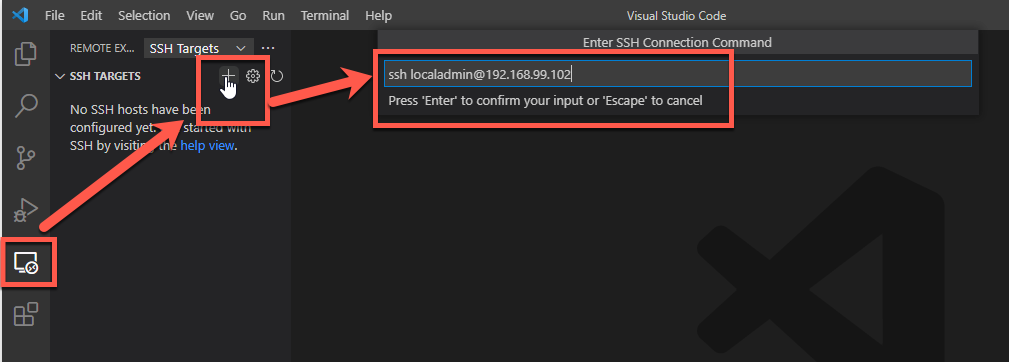 File Edit Selection View Go Run Terminal Help Visual Studio Code
REMOTE EX... SSH Targets ...
SSH TARGETS
No SSH hosts have been
configured yet. started with
SSH by visiting the help view.
Enter SSH Connection Command
ssh localadmin@192.168.99.102
Press 'Enter' to confirm your input or 'Escape' to cancel